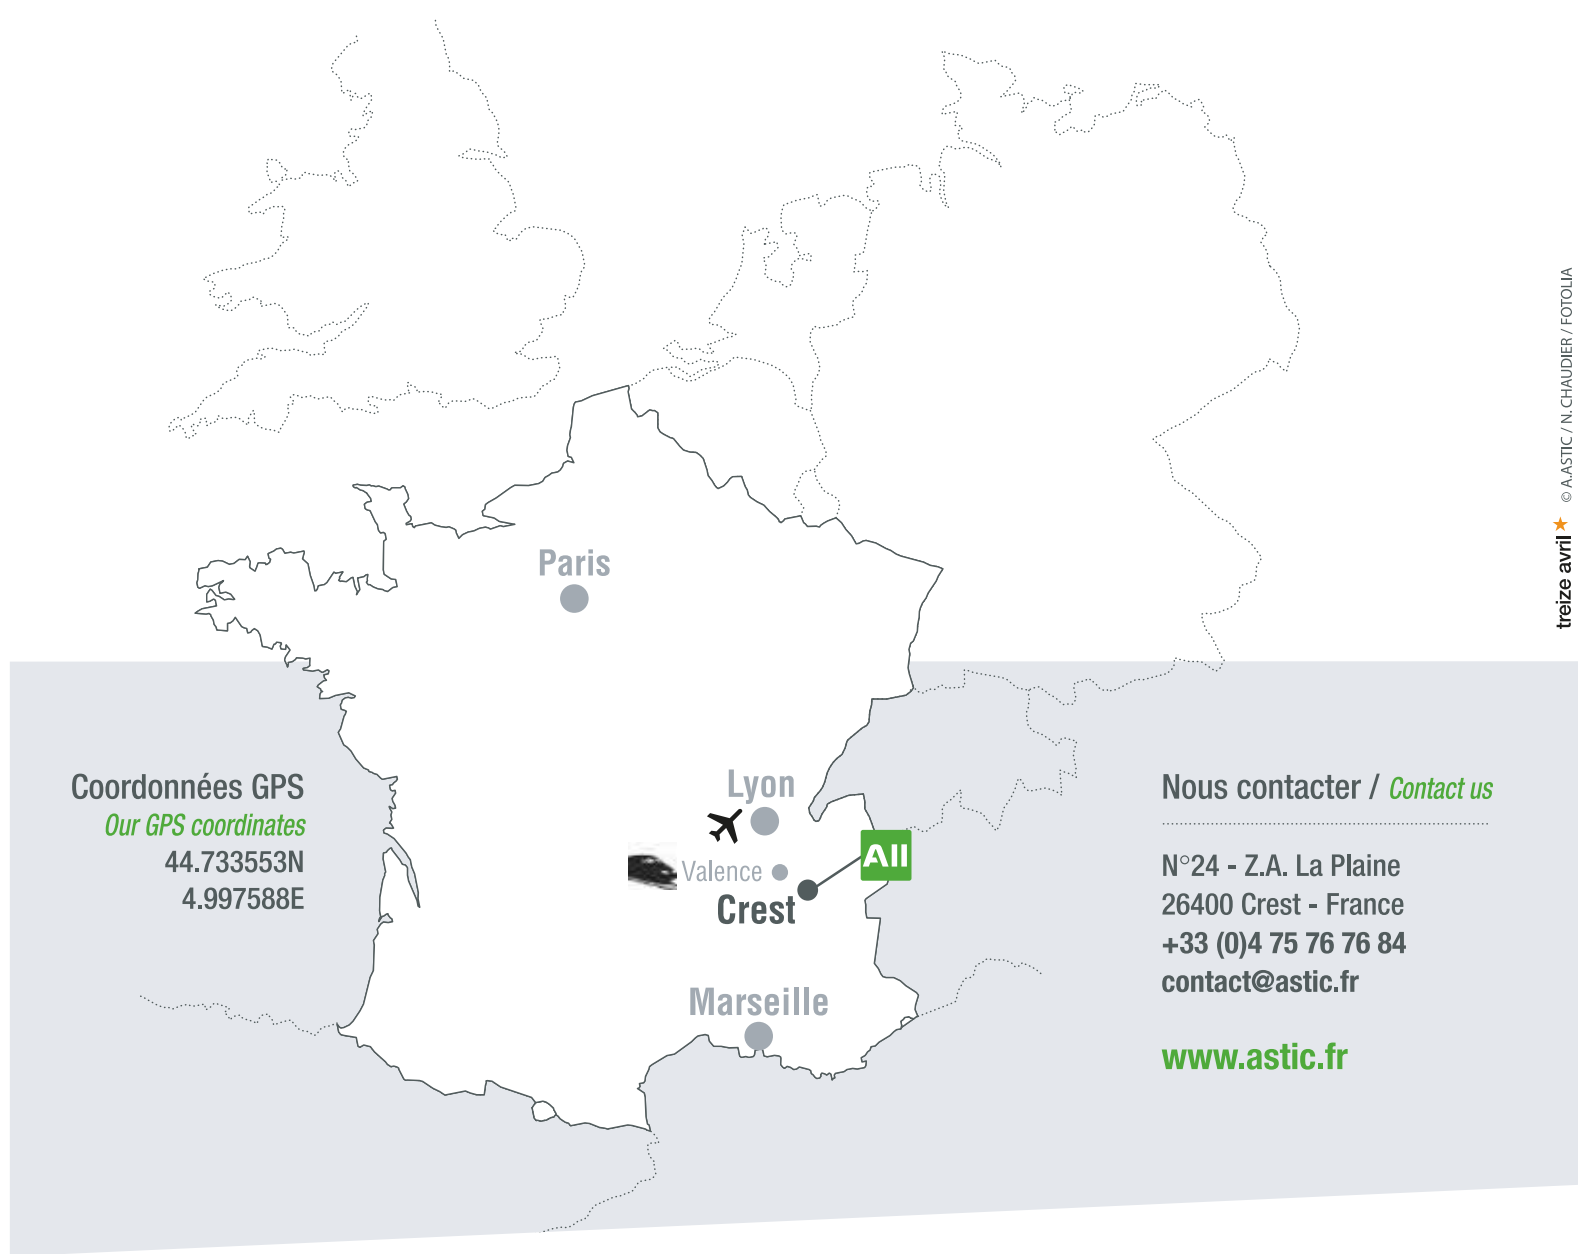 Paris
Lyon
Valence
Crest
All
Marseille
Coordonnées GPS
Our GPS coordinates
44.733553N
4.997588E
Nous contacter / Contact us
N°24 - Z.A. La Plaine
26400 Crest - France
+33 (0)4 75 76 76 84
contact@astic.fr
www.astic.fr
treize avril ★ © A.ASTIC / N. CHAUDIER / FOTOLIA